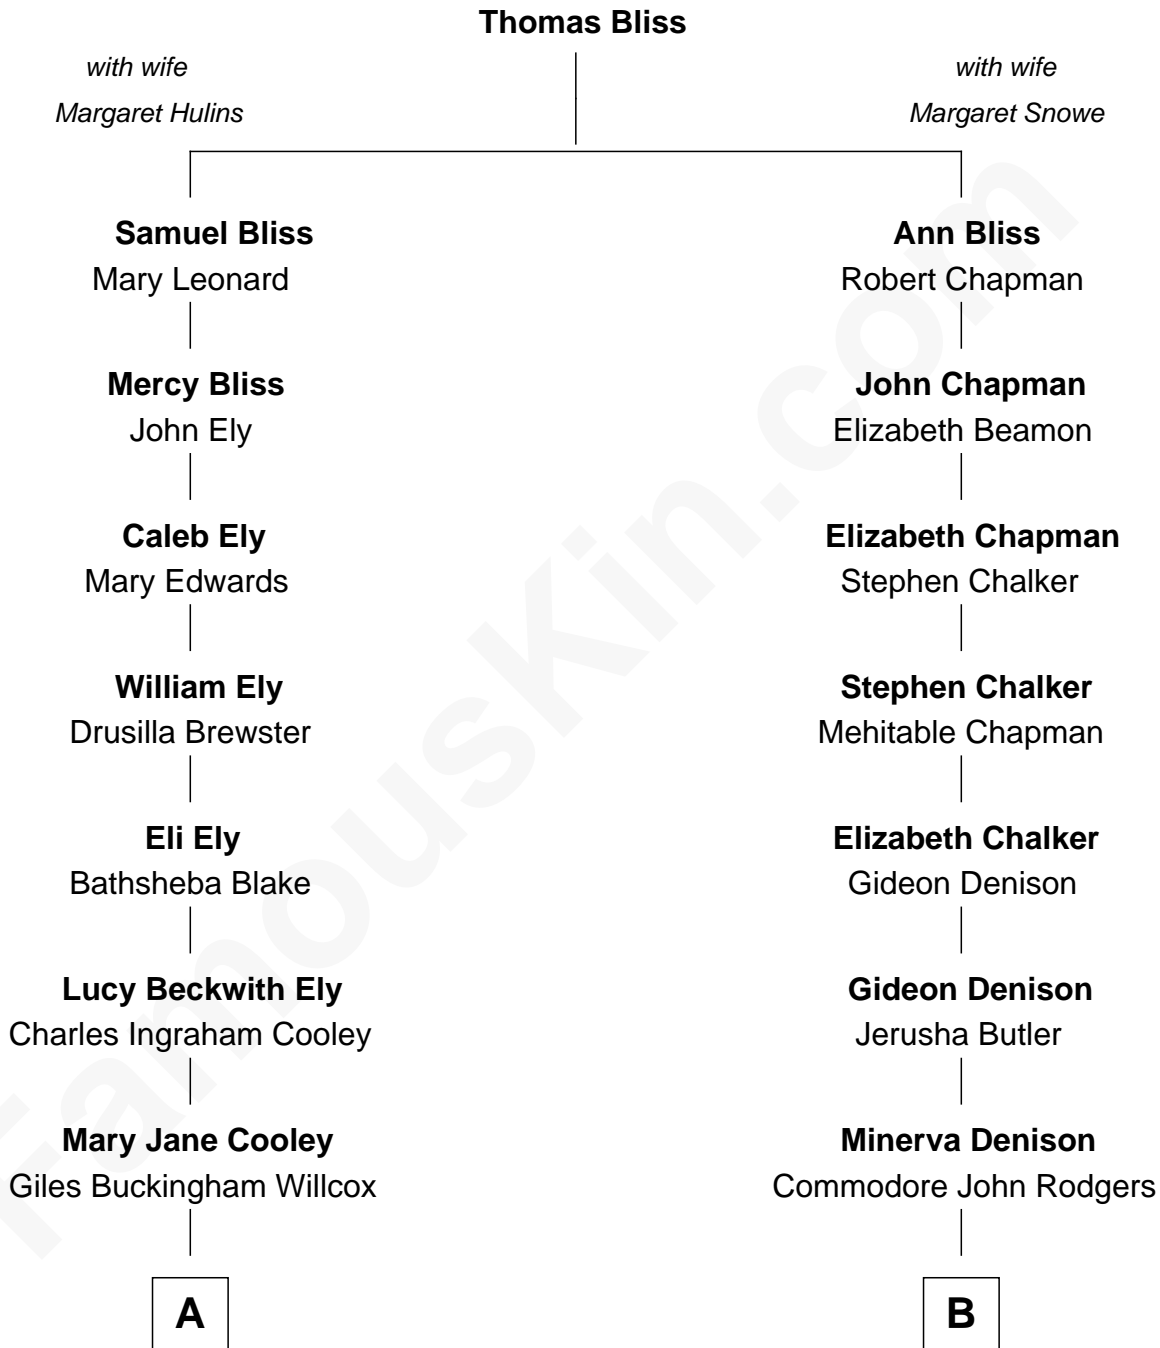 Thomas Bliss
with wife
Margaret Hulins
with wife
Margaret Snowe
Samuel Bliss
Mary Leonard
Ann Bliss
Robert Chapman
Mercy Bliss
John Ely
John Chapman
Elizabeth Beamon
Caleb Ely
Mary Edwards
Elizabeth Chapman
Stephen Chalker
William Ely
Drusilla Brewster
Stephen Chalker
Mehitable Chapman
Eli Ely
Bathsheba Blake
Elizabeth Chalker
Gideon Denison
Lucy Beckwith Ely
Charles Ingraham Cooley
Gideon Denison
Jerusha Butler
Mary Jane Cooley
Giles Buckingham Willcox
Minerva Denison
Commodore John Rodgers
A
B
FamousKin.com